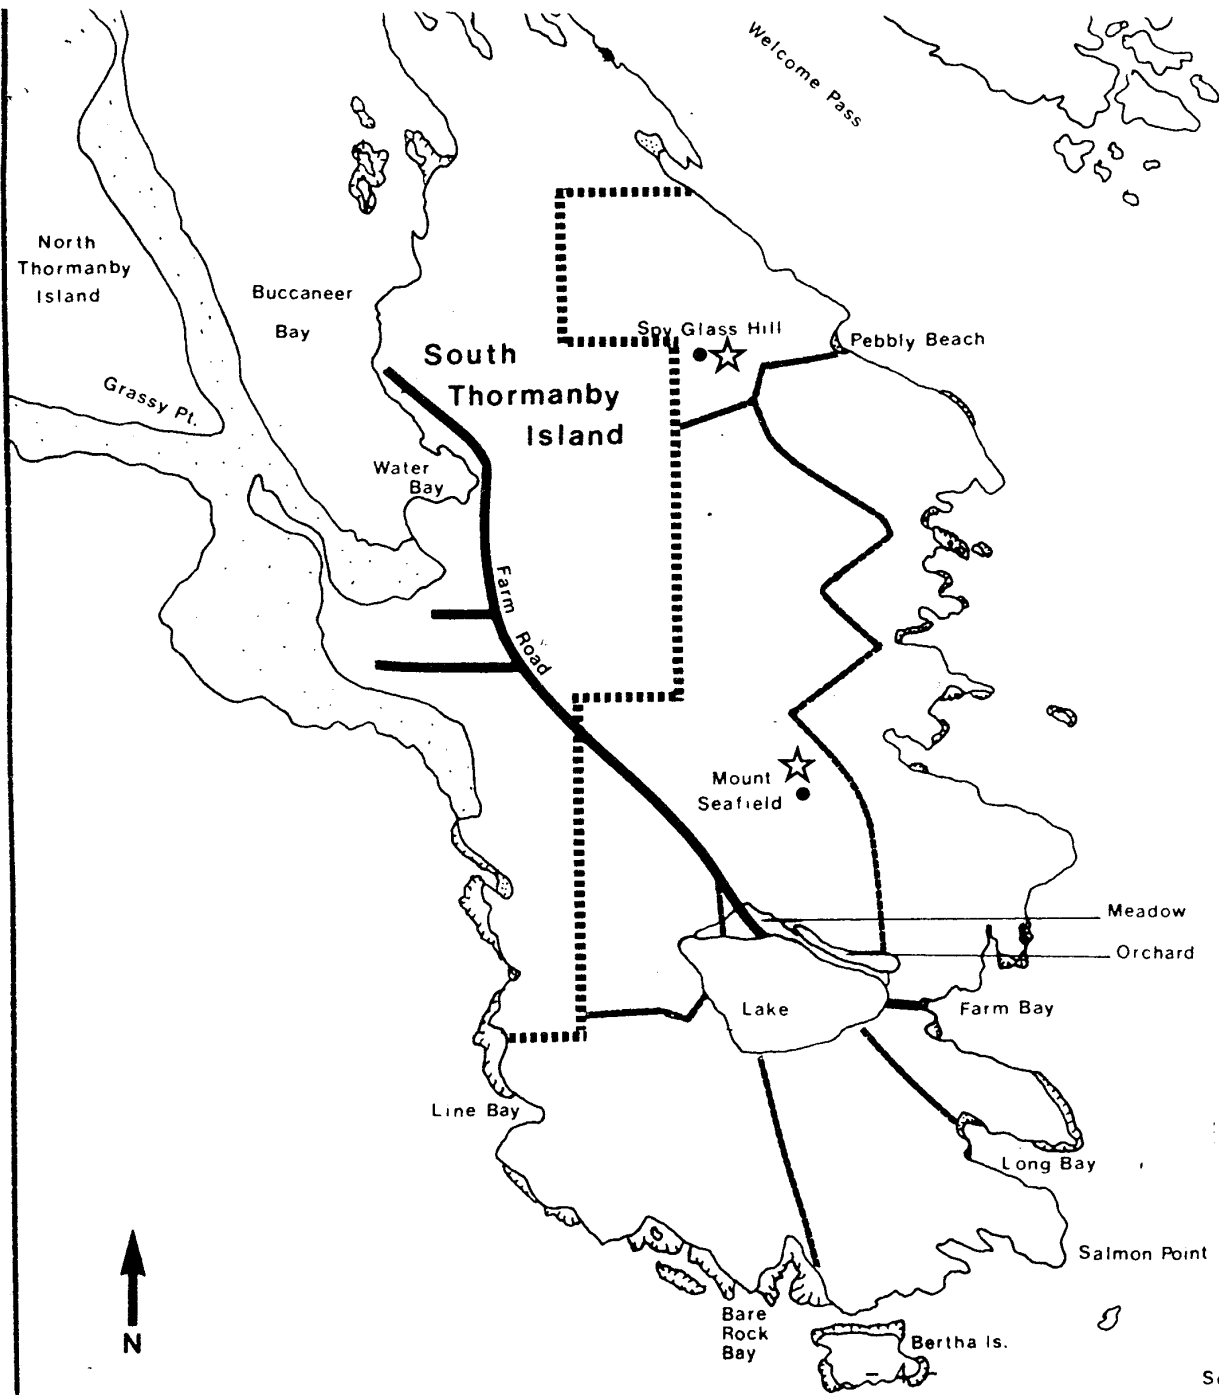 Welcome Pass
North
Thormanby
Island
Buccaneer
Bay
Spy Glass Hill
Pebbly Beach
South
Thormanby
Island
Grassy Pt.
Water
Bay
Farm Road
Mount
Seafield
Meadow
Orchard
Lake
Farm Bay
Line Bay
Long Bay
Salmon Point
Bare
Rock
Bay
Bertha Is.
N